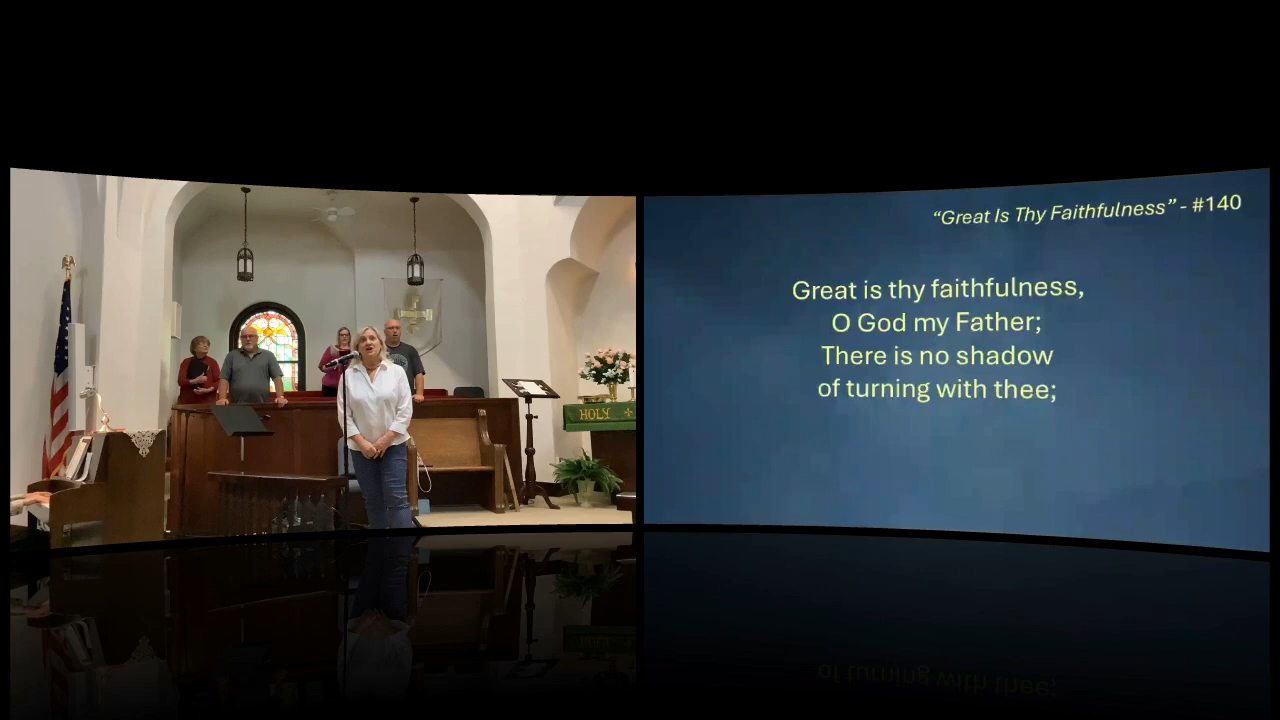 HOLY
“Great Is Thy Faithfulness” - #140
Great is thy faithfulness,
O God my Father;
There is no shadow
of turning with thee;